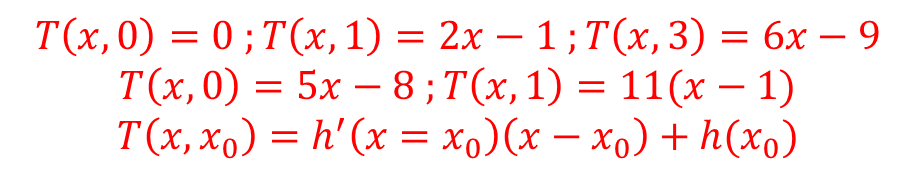 T(x,0) = 0 ; T(x,1) = 2x − 1 ; T(x,3) = 6x − 9
T(x,0) = 5x − 8 ; T(x,1) = 11(x − 1)
T(x,x₀) = h′(x = x₀)(x − x₀) + h(x₀)